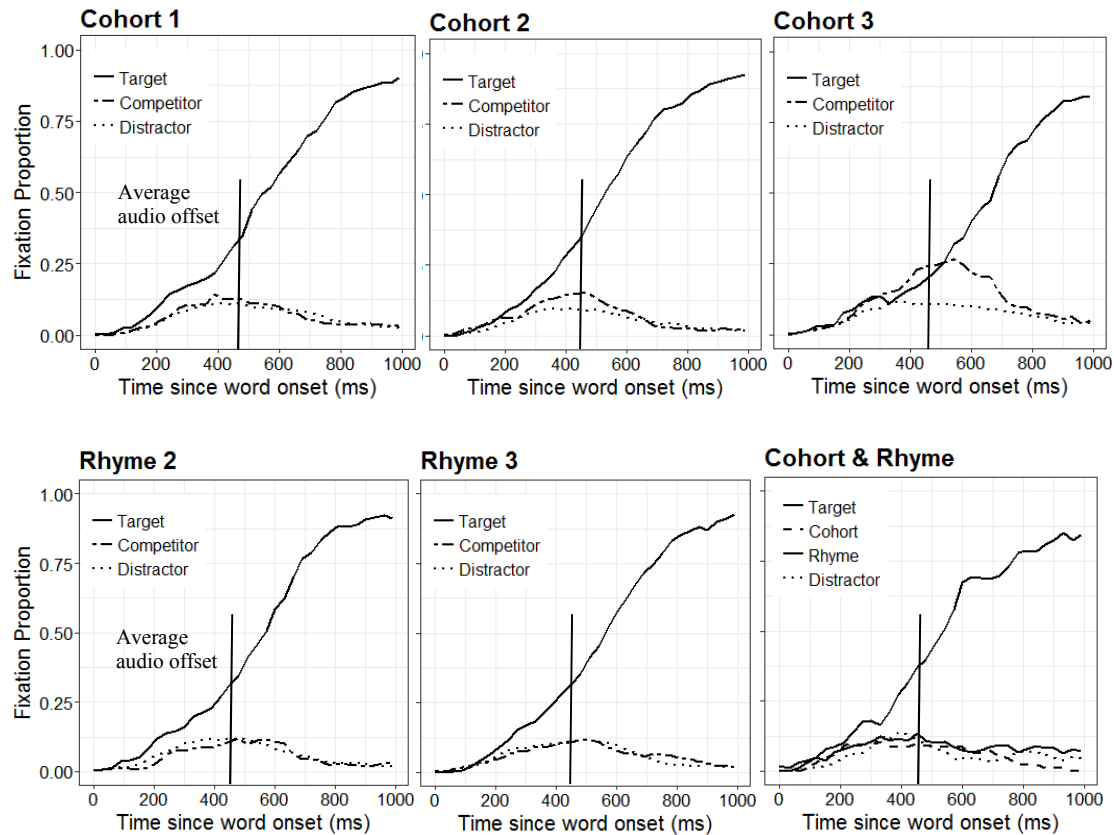 Cohort 1
Cohort 2
Cohort 3
1.00
0.75
0.50
0.25
0.00
Fixation Proportion
Target
Competitor
Distractor
Average
audio offset
Target
Competitor
Distractor
Target
Competitor
Distractor
0 200 400 600 800 1000
0 200 400 600 800 1000
0 200 400 600 800 1000
Time since word onset (ms)
Time since word onset (ms)
Time since word onset (ms)
Rhyme 2
Rhyme 3
Cohort & Rhyme
1.00
0.75
0.50
0.25
0.00
Fixation Proportion
Target
Competitor
Distractor
Average
audio offset
Target
Competitor
Distractor
Target
Cohort
Rhyme
Distractor
0 200 400 600 800 1000
0 200 400 600 800 1000
0 200 400 600 800 1000
Time since word onset (ms)
Time since word onset (ms)
Time since word onset (ms)